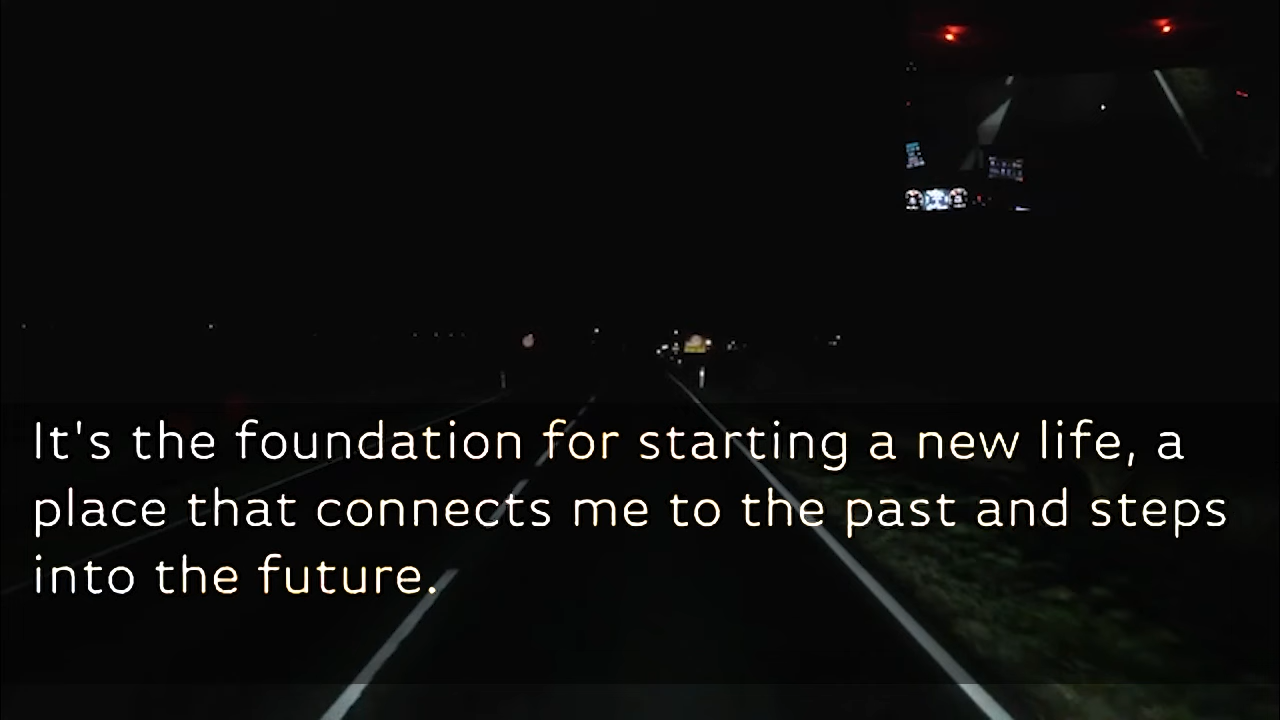 It's the foundation for starting a new life, a
place that connects me to the past and steps
into the future.